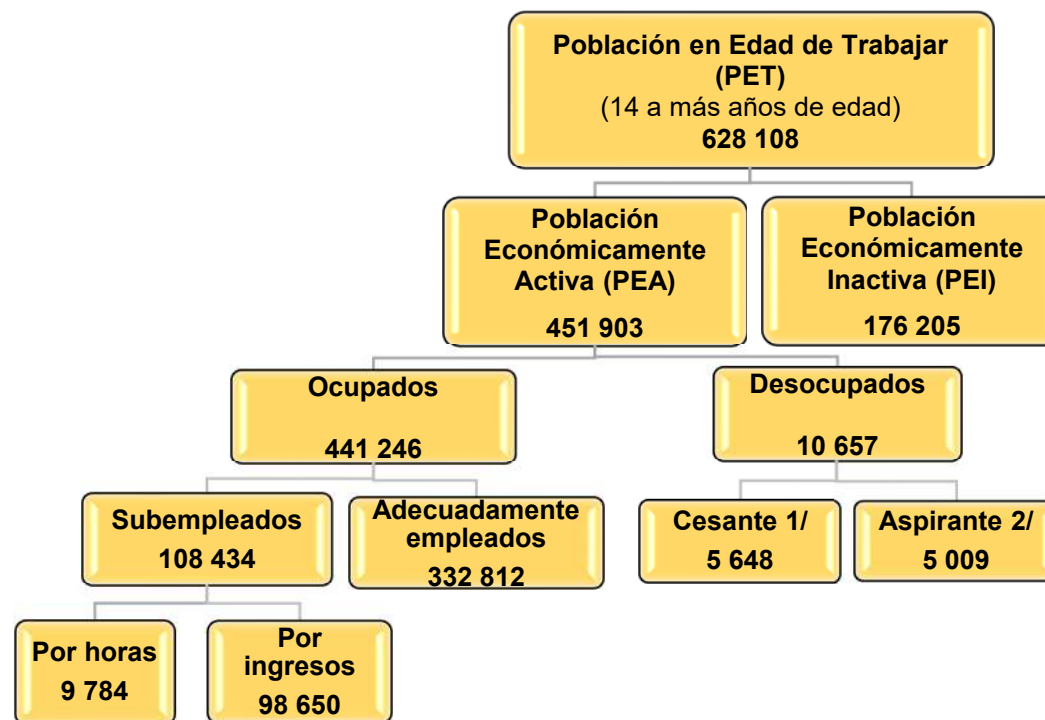 Población en Edad de Trabajar
(PET)
(14 a más años de edad)
628 108
Población
Económicamente
Activa (PEA)
451 903
Población
Económicamente
Inactiva (PEI)
176 205
Ocupados
441 246
Desocupados
10 657
Subempleados
108 434
Adecuadamente
empleados
332 812
Cesante 1/
5 648
Aspirante 2/
5 009
Por horas
9 784
Por
ingresos
98 650